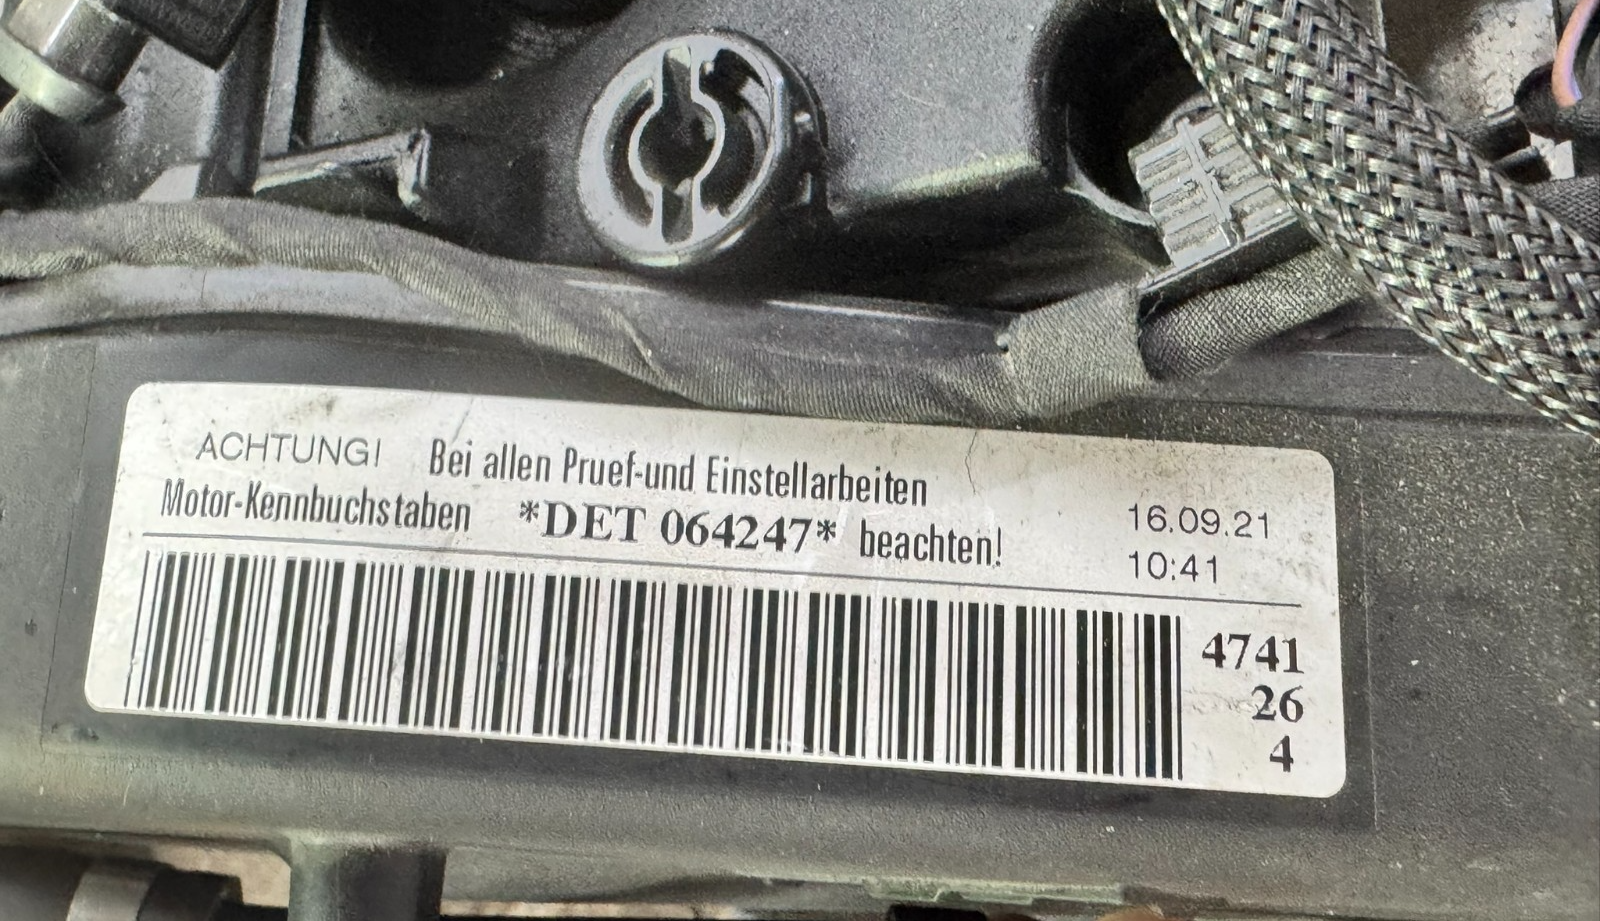 ACHTUNG! Bei allen Pruef-und Einstellarbeiten
Motor-Kennbuchstaben *DET 064247* beachten!
16.09.21
10:41
4741
26
4